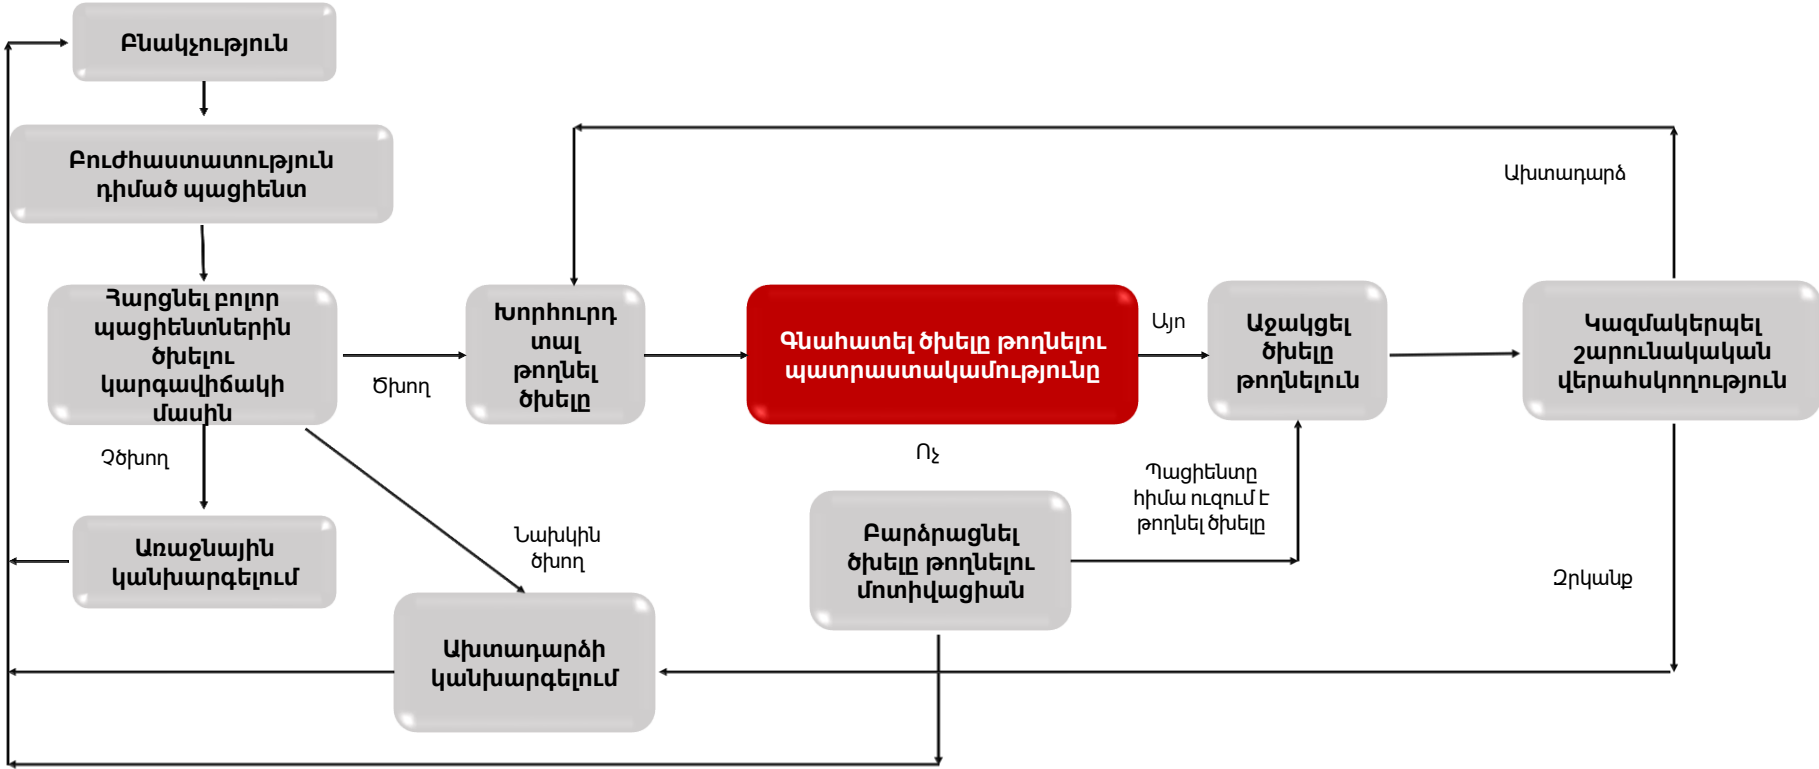 Բնակչություն
Բուժհաստատություն
դիմած պացիենտ
Հարցնել բոլոր
պացիենտներին
ծխելու
կարգավիճակի
մասին
Ծխող
Խորհուրդ
տալ
թողնել
ծխելը
Գնահատել ծխելը թողնելու
պատրաստակամությունը
Այո
Աջակցել
ծխելը
թողնելուն
Կազմակերպել
շարունակական
վերահսկողություն
Ախտադարձ
Չծխող
Ոչ
Պացիենտը
հիմա ուզում է
թողնել ծխելը
Առաջնային
կանխարգելում
Նախկին
ծխող
Բարձրացնել
ծխելը թողնելու
մոտիվացիան
Զրկանք
Ախտադարձի
կանխարգելում